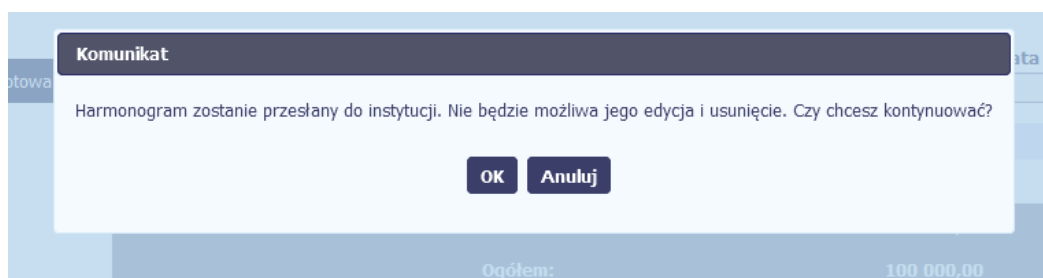 Komunikat
Harmonogram zostanie przesłany do instytucji. Nie będzie możliwa jego edycja i usunięcie. Czy chcesz kontynuować?
OK Anuluj
Ogółem: 100 000,00